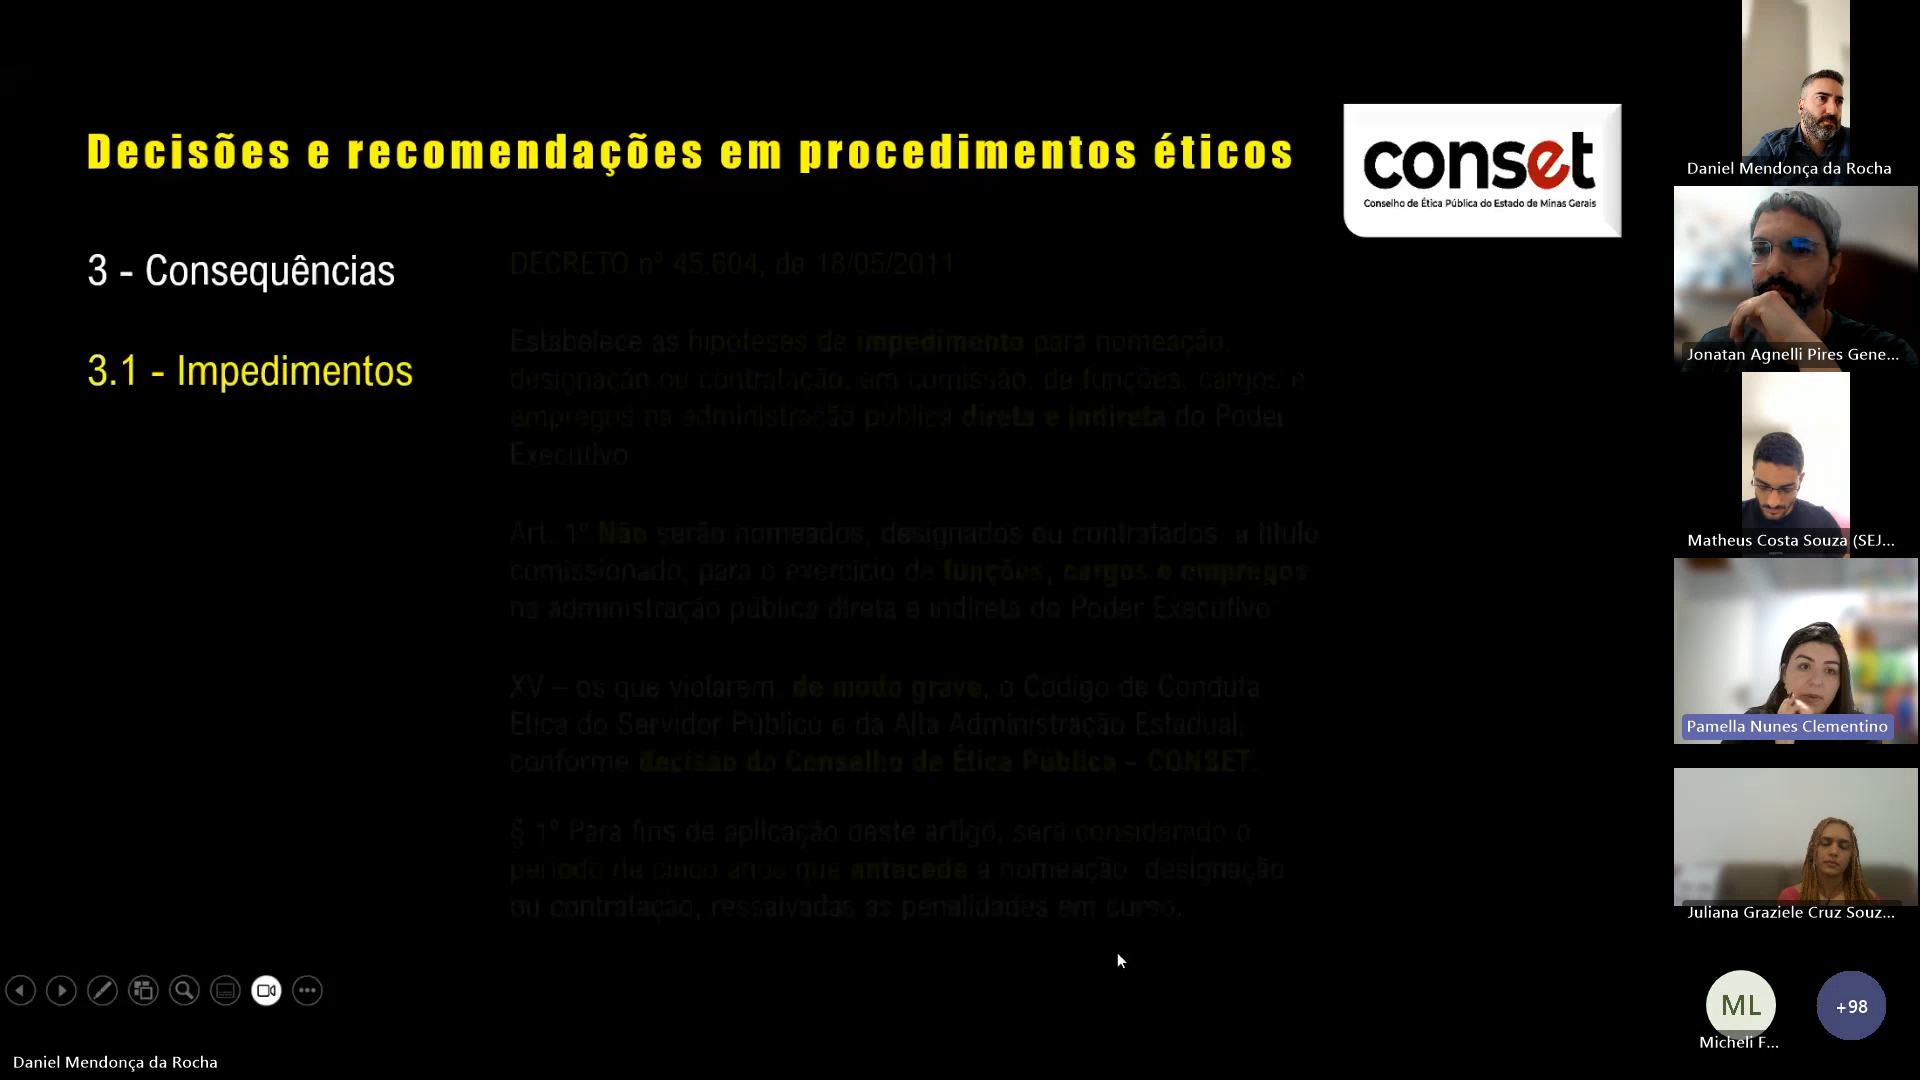 Decisões e recomendações em procedimentos éticos
conset
Conselho de Ética Pública do Estado de Minas Gerais
3 - Consequências
3.1 - Impedimentos
DECRETO nº 45.604, de 18/05/2011
Estabelece as hipóteses de impedimento para nomeação,
designação ou contratação, em comissão, de funções, cargos e
empregos na administração pública direta e indireta do Poder
Executivo
Art. 1º Não serão nomeados, designados ou contratados, a título
comissionado, para o exercício de funções, cargos e empregos
na administração pública direta e indireta do Poder Executivo
XV – os que violarem, de modo grave, o Código de Conduta
Ética do Servidor Público e da Alta Administração Estadual,
conforme decisão do Conselho de Ética Pública – CONSET.
§ 1º Para fins de aplicação deste artigo, será considerado o
período de cinco anos que antecede a nomeação, designação
ou contratação, ressalvadas as penalidades em curso.
Daniel Mendonça da Rocha
Jonatan Agnelli Pires Gene...
Matheus Costa Souza (SEJ...
Pamella Nunes Clementino
Juliana Graziele Cruz Souz...
ML
+98
Micheli F...
Daniel Mendonça da Rocha